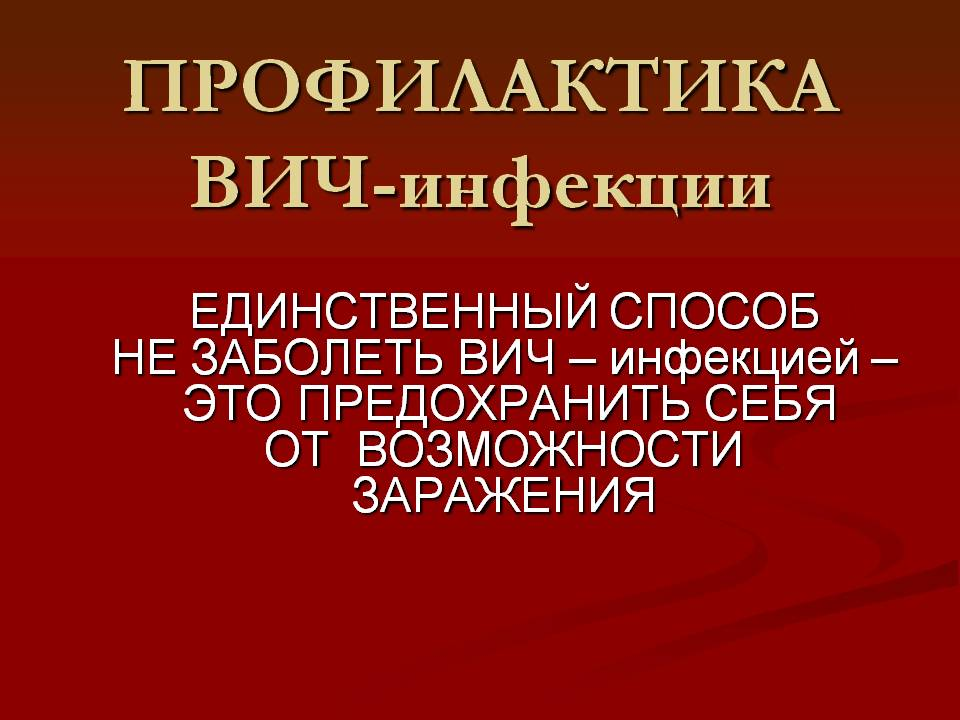 ПРОФИЛАКТИКА
ВИЧ-инфекции
ЕДИНСТВЕННЫЙ СПОСОБ
НЕ ЗАБОЛЕТЬ ВИЧ – инфекцией –
ЭТО ПРЕДОХРАНИТЬ СЕБЯ
ОТ ВОЗМОЖНОСТИ
ЗАРАЖЕНИЯ